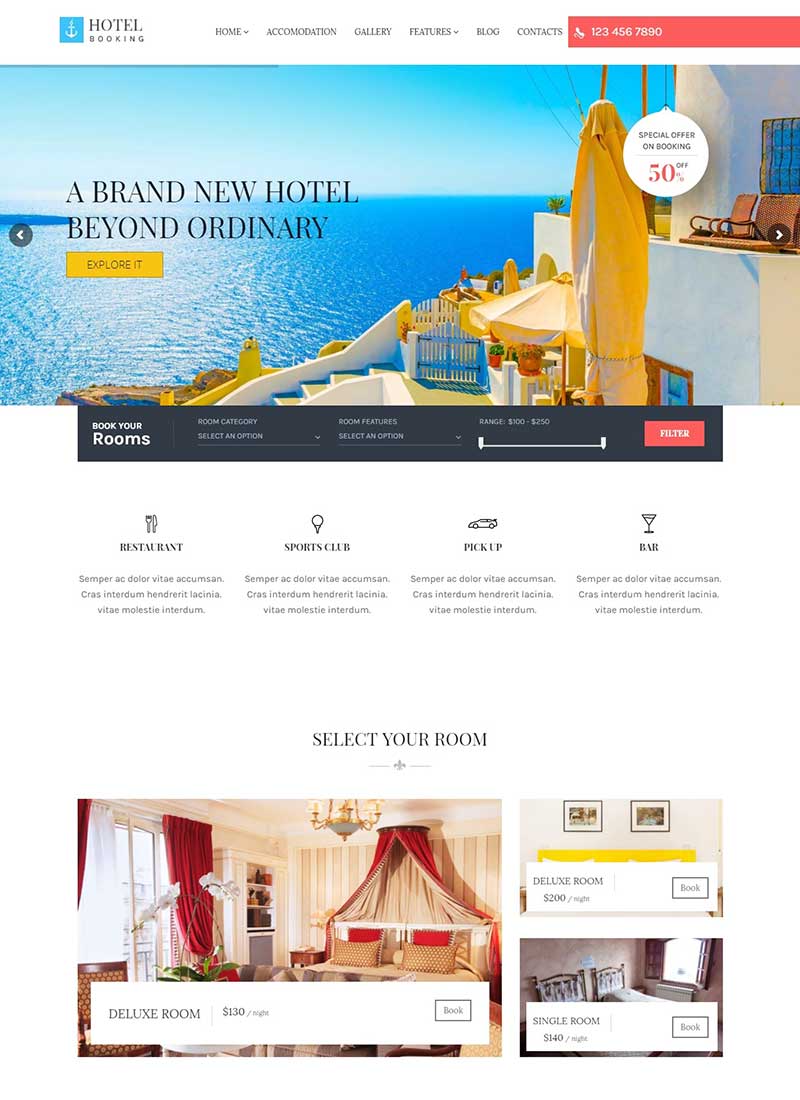 HOTEL
BOOKING
HOME ACCOMODATION GALLERY FEATURES BLOG CONTACTS 123 456 7890
SPECIAL OFFER
ON BOOKING
50% OFF
A BRAND NEW HOTEL
BEYOND ORDINARY
EXPLORE IT
BOOK YOUR
Rooms
ROOM CATEGORY
SELECT AN OPTION
ROOM FEATURES
SELECT AN OPTION
RANGE: $100 - $250
FILTER
RESTAURANT
Semper ac dolor vitae accumsan.
Cras interdum hendrerit lacinia.
vitae molestie interdum.
SPORTS CLUB
Semper ac dolor vitae accumsan.
Cras interdum hendrerit lacinia.
vitae molestie interdum.
PICK UP
Semper ac dolor vitae accumsan.
Cras interdum hendrerit lacinia.
vitae molestie interdum.
BAR
Semper ac dolor vitae accumsan.
Cras interdum hendrerit lacinia.
vitae molestie interdum.
SELECT YOUR ROOM
DELUXE ROOM $130 / night Book
DELUXE ROOM
$200 / night
Book
SINGLE ROOM
$140 / night
Book